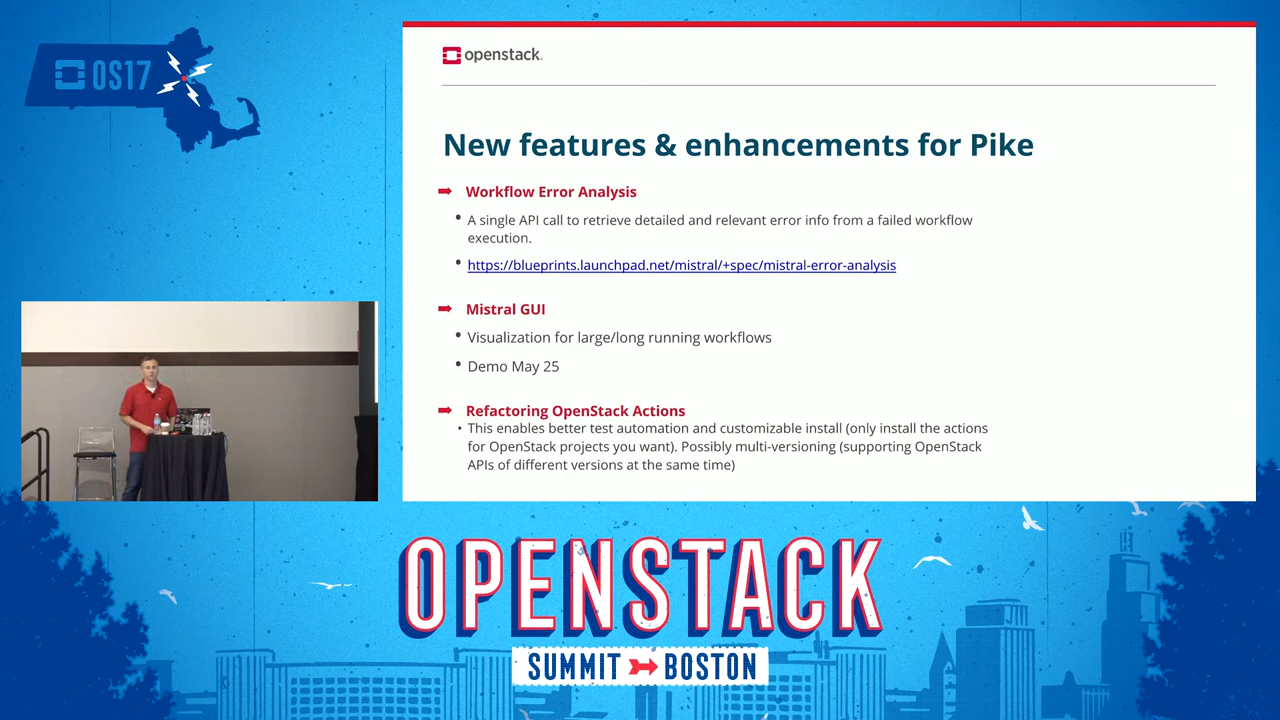 OS17
openstack.
New features & enhancements for Pike
Workflow Error Analysis
• A single API call to retrieve detailed and relevant error info from a failed workflow
execution.
• https://blueprints.launchpad.net/mistral/+spec/mistral-error-analysis
Mistral GUI
• Visualization for large/long running workflows
• Demo May 25
Refactoring OpenStack Actions
• This enables better test automation and customizable install (only install the actions
for OpenStack projects you want). Possibly multi-versioning (supporting OpenStack
APIs of different versions at the same time)
OPENSTACK
SUMMIT BOSTON